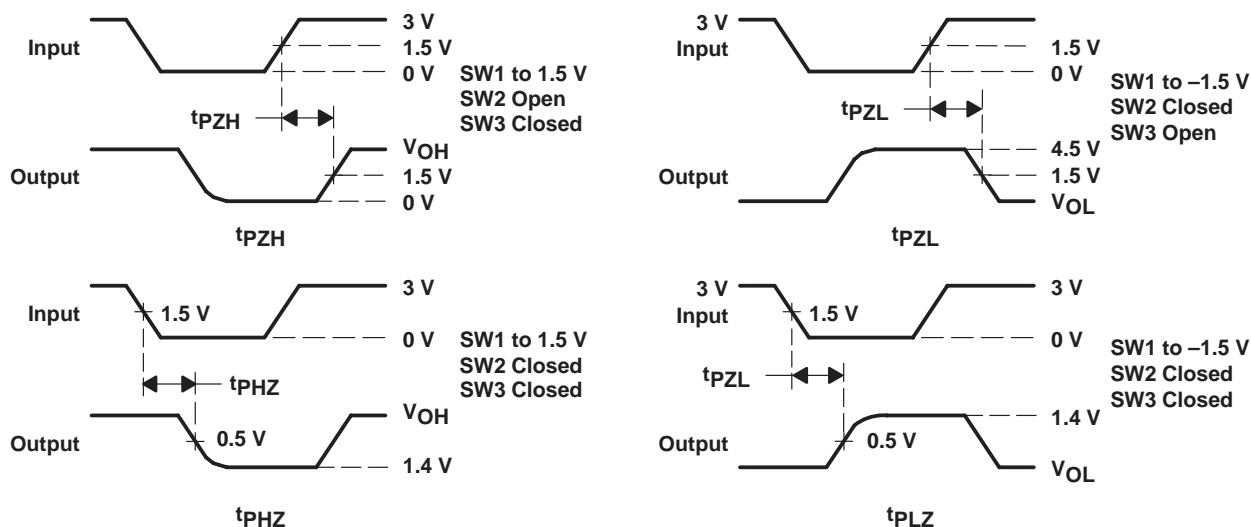 3 V
Input
1.5 V
0 V
SW1 to 1.5 V
SW2 Open
SW3 Closed
tPZH
VOH
Output
1.5 V
0 V
tPZH
3 V
Input
1.5 V
0 V
SW1 to –1.5 V
SW2 Closed
SW3 Open
tPZL
4.5 V
Output
1.5 V
VOL
tPZL
3 V
Input
1.5 V
0 V
SW1 to 1.5 V
SW2 Closed
SW3 Closed
tPHZ
VOH
Output
0.5 V
1.4 V
tPHZ
3 V
3 V
Input
1.5 V
0 V
SW1 to –1.5 V
SW2 Closed
SW3 Closed
tPZL
1.4 V
Output
0.5 V
VOL
tPLZ